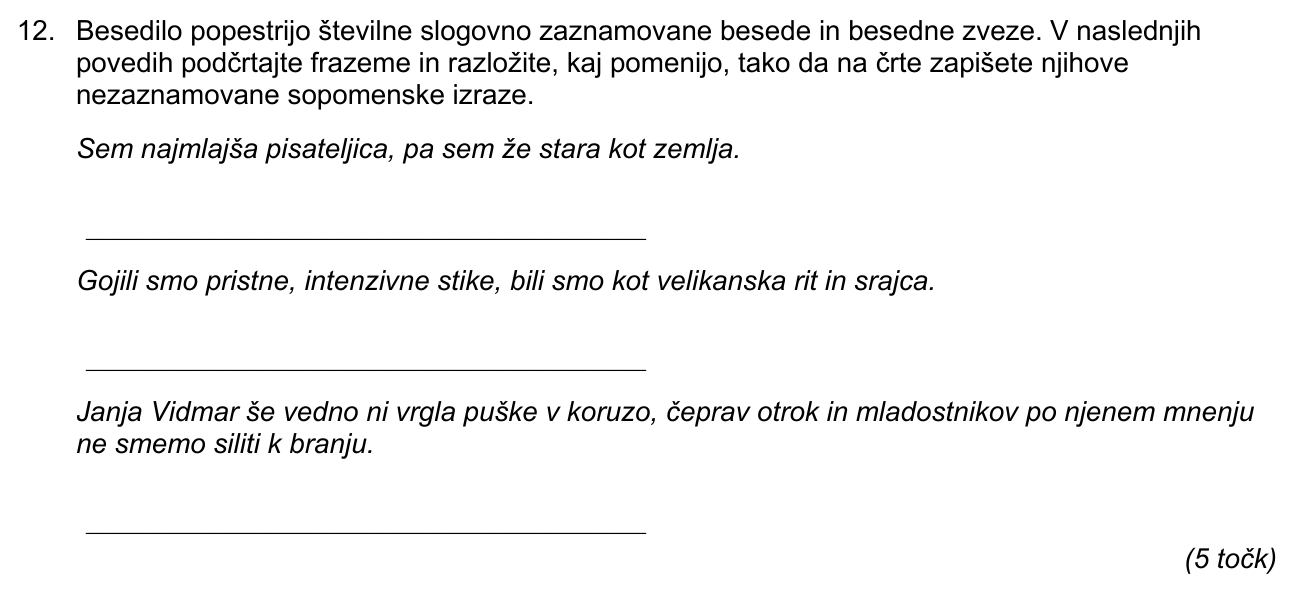 12. Besedilo popestrijo številne slogovno zaznamovane besede in besedne zveze. V naslednjih
povedih podčrtajte frazeme in razložite, kaj pomenijo, tako da na črte zapišete njihove
nezaznamovane sopomenske izraze.
Sem najmlajša pisateljica, pa sem že stara kot zemlja.
Gojili smo pristne, intenzivne stike, bili smo kot velikanska rit in srajca.
Janja Vidmar še vedno ni vrgla puške v koruzo, čeprav otrok in mladostnikov po njenem mnenju
ne smemo siliti k branju.
(5 točk)